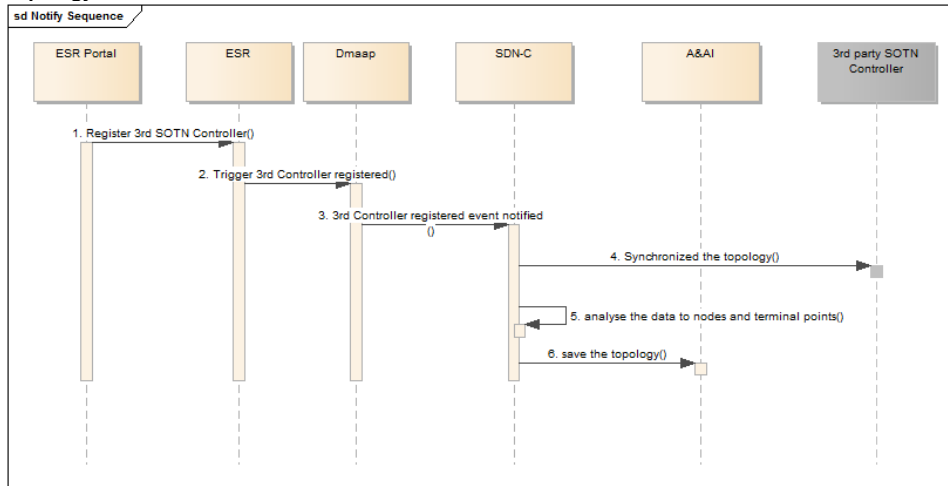 sd Notify Sequence
ESR Portal
ESR
Dmaap
SDN-C
A&AI
3rd party SOTN
Controller
1. Register 3rd SOTN Controller()
2. Trigger 3rd Controller registered()
3. 3rd Controller registered event notified
()
4. Synchronized the topology()
5. analyse the data to nodes and terminal points()
6. save the topology()